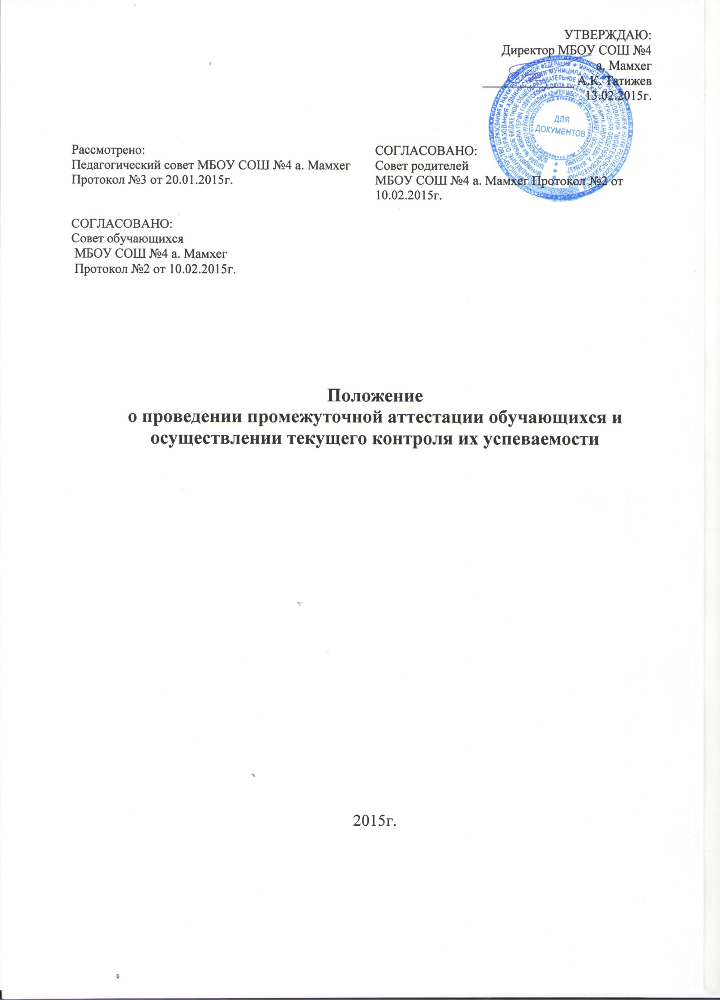 УТВЕРЖДАЮ:
Директор МБОУ СОШ №4
а. Мамхег
А.К. Татижев
13.02.2015г.
ДЛЯ
ДОКУМЕНТОВ
Рассмотрено:
Педагогический совет МБОУ СОШ №4 а. Мамхег
Протокол №3 от 20.01.2015г.
СОГЛАСОВАНО:
Совет родителей
МБОУ СОШ №4 а. Мамхег Протокол №2 от
10.02.2015г.
СОГЛАСОВАНО:
Совет обучающихся
МБОУ СОШ №4 а. Мамхег
Протокол №2 от 10.02.2015г.
Положение
о проведении промежуточной аттестации обучающихся и
осуществлении текущего контроля их успеваемости
2015г.